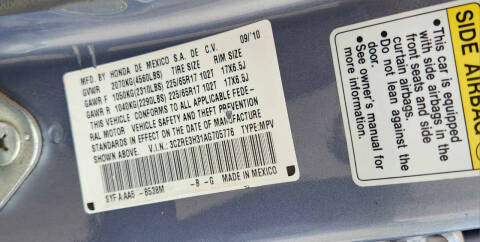 MFD. BY HONDA DE MEXICO S.A. DE C.V. 09/10
GVWR 2070KG(4560LBS) TIRE SIZE RIM SIZE
GAWR F 1050KG(2310LBS) 225/65R17 102T 17X6.5J
GAWR R 1040KG(2290LBS) 225/65R17 102T 17X6.5J
THIS VEHICLE CONFORMS TO ALL APPLICABLE FEDE-
RAL MOTOR VEHICLE SAFETY AND THEFT PREVENTION
STANDARDS IN EFFECT ON THE DATE OF MANUFACTURE
SHOWN ABOVE. V.I.N.: 3CZRE3H31AG705776 TYPE:MPV
SYF A AA5 - B538M - B - G MADE IN MEXICO
SIDE AIRBAG
• This car is equipped
with side airbags in the
front seats and side
curtain airbags.
• Do not lean against the
door.
• See owner's manual for
more information.